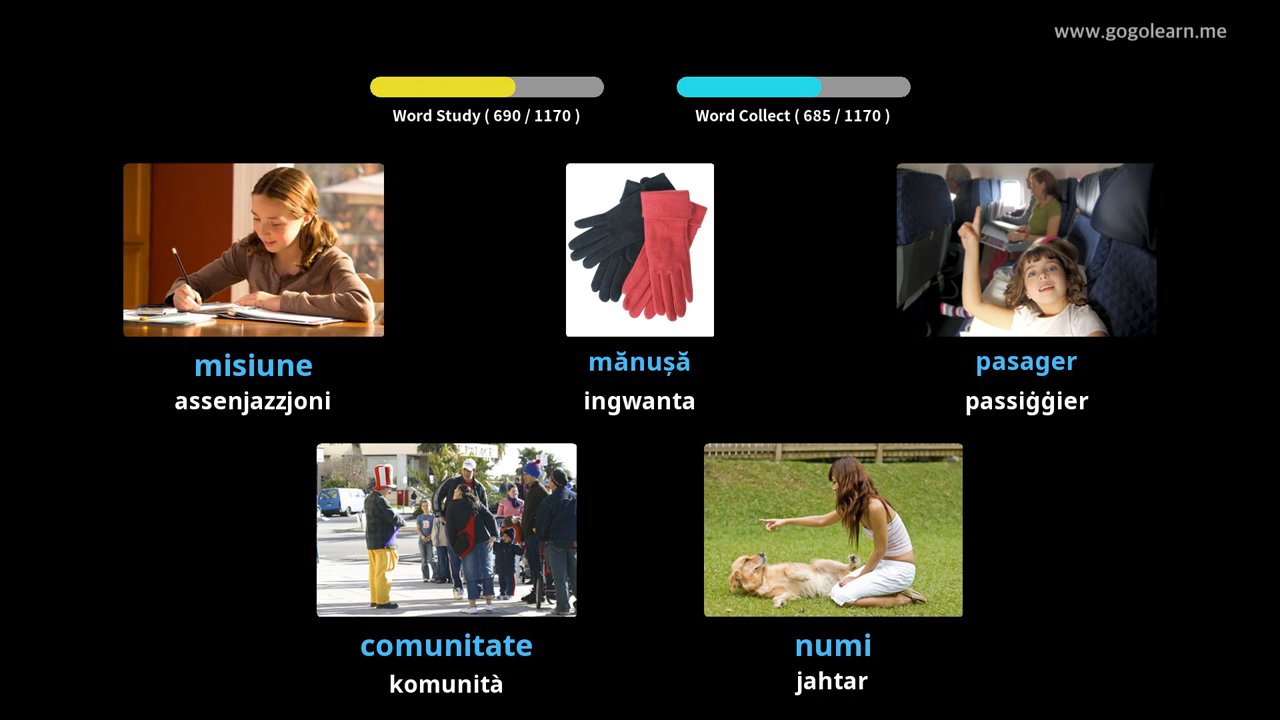 www.gogolearn.me
Word Study ( 690 / 1170 )
Word Collect ( 685 / 1170 )
misiune
assenjazzjoni
mănușă
ingwanta
pasager
passiġġier
comunitate
komunità
numi
jahtar